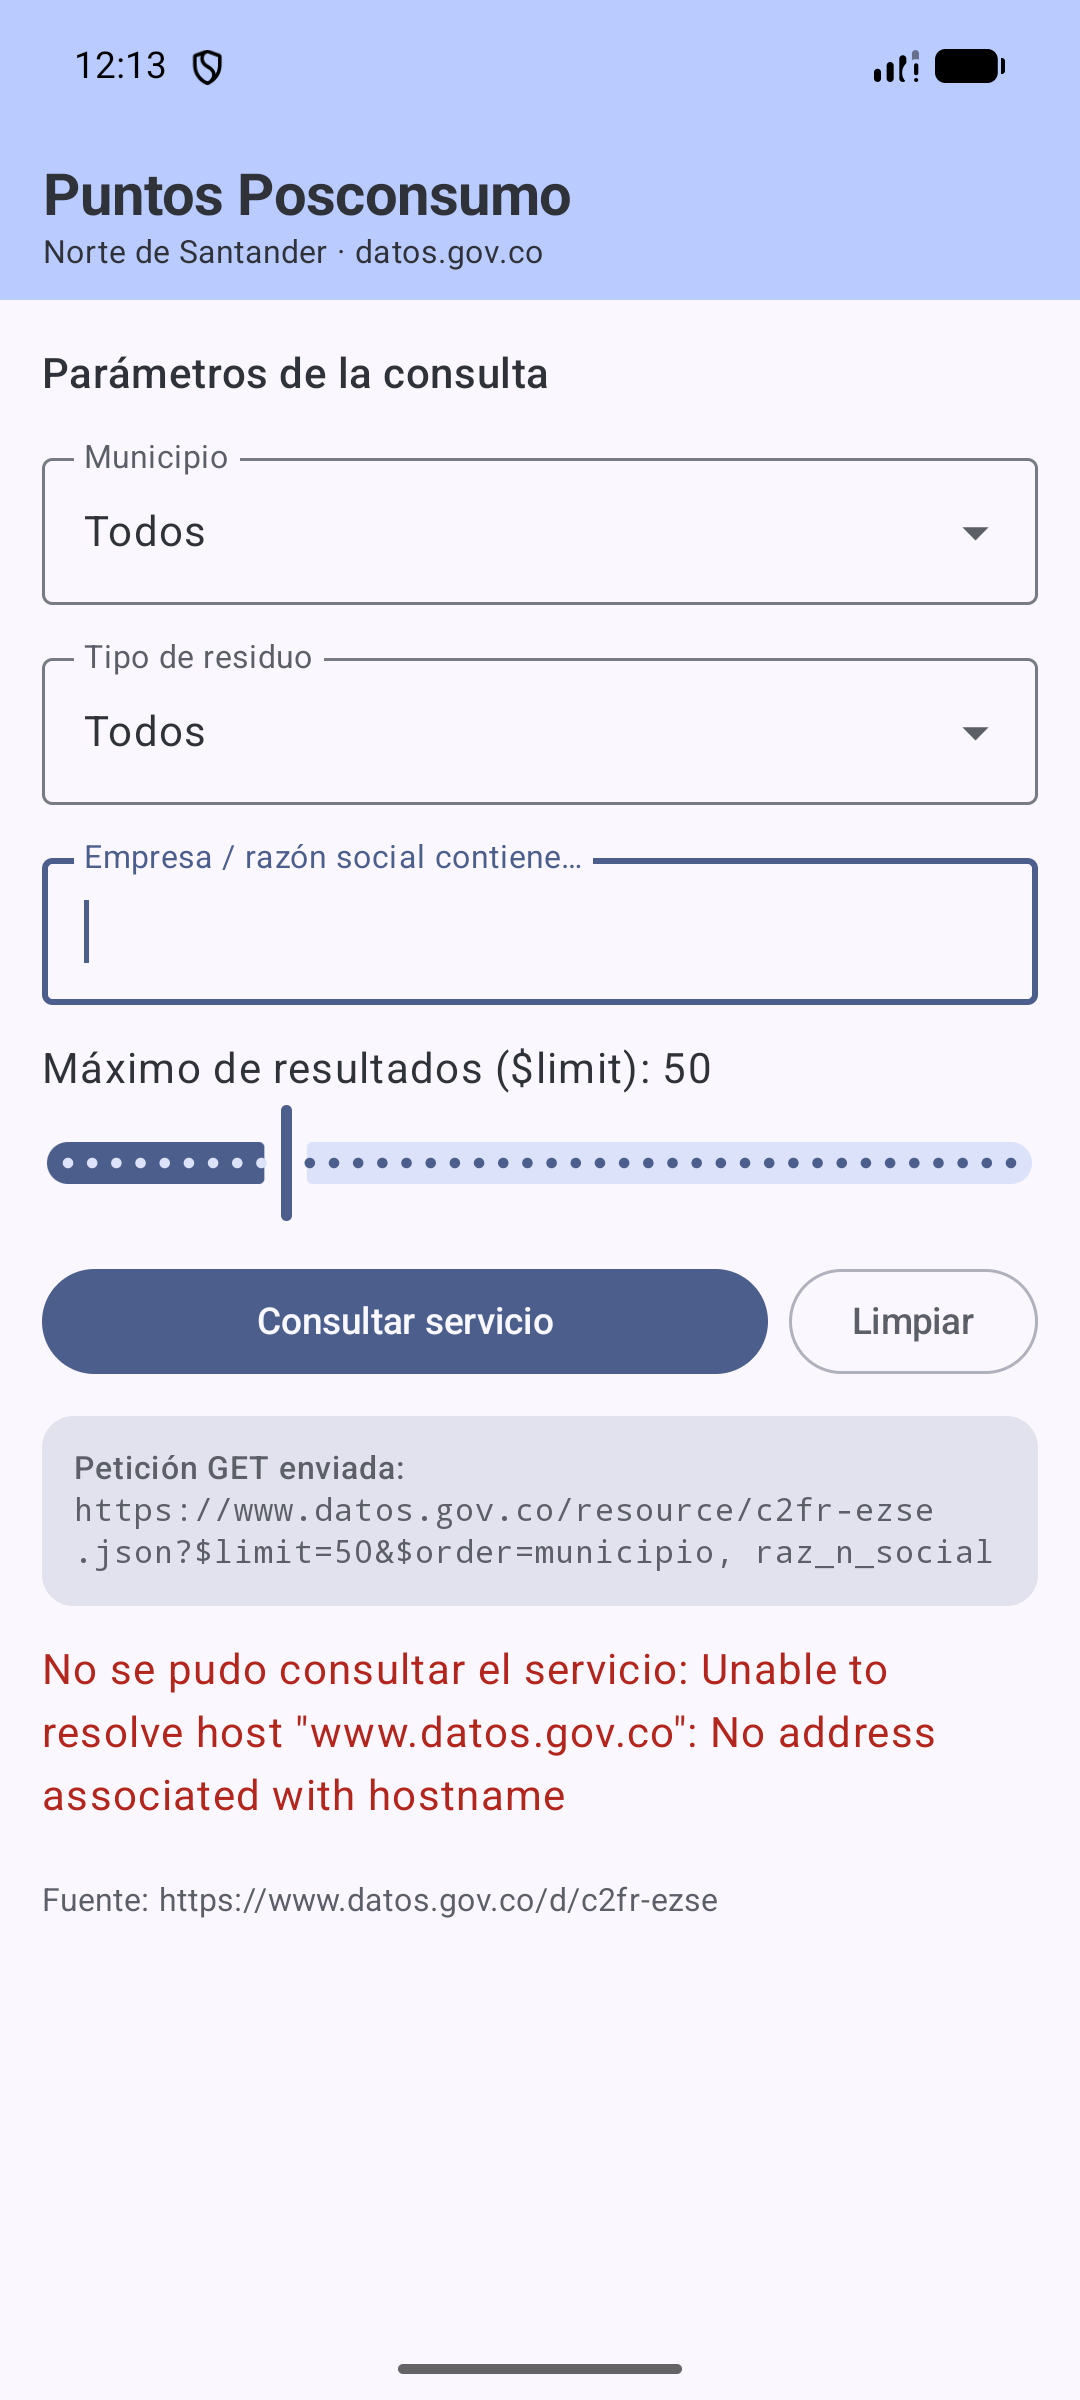 12:13
Puntos Posconsumo
Norte de Santander · datos.gov.co
Parámetros de la consulta
Municipio
Todos
Tipo de residuo
Todos
Empresa / razón social contiene…
Máximo de resultados ($limit): 50
Consultar servicio
Limpiar
Petición GET enviada:
https://www.datos.gov.co/resource/c2fr-ezse
.json?$limit=50&$order=municipio, raz_n_social
No se pudo consultar el servicio: Unable to
resolve host "www.datos.gov.co": No address
associated with hostname
Fuente: https://www.datos.gov.co/d/c2fr-ezse